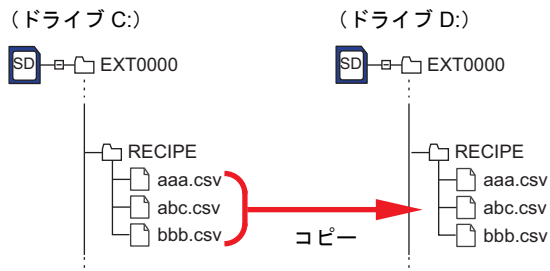 （ドライブ C:）
SD
EXT0000
RECIPE
aaa.csv
abc.csv
bbb.csv
コピー
（ドライブ D:）
SD
EXT0000
RECIPE
aaa.csv
abc.csv
bbb.csv